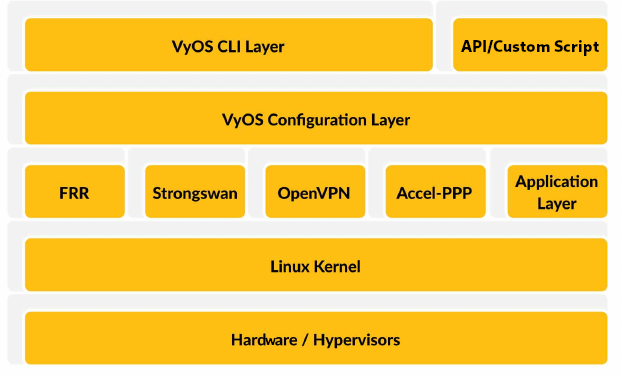 VyOS CLI Layer
API/Custom Script
VyOS Configuration Layer
FRR
Strongswan
OpenVPN
Accel-PPP
Application
Layer
Linux Kernel
Hardware / Hypervisors